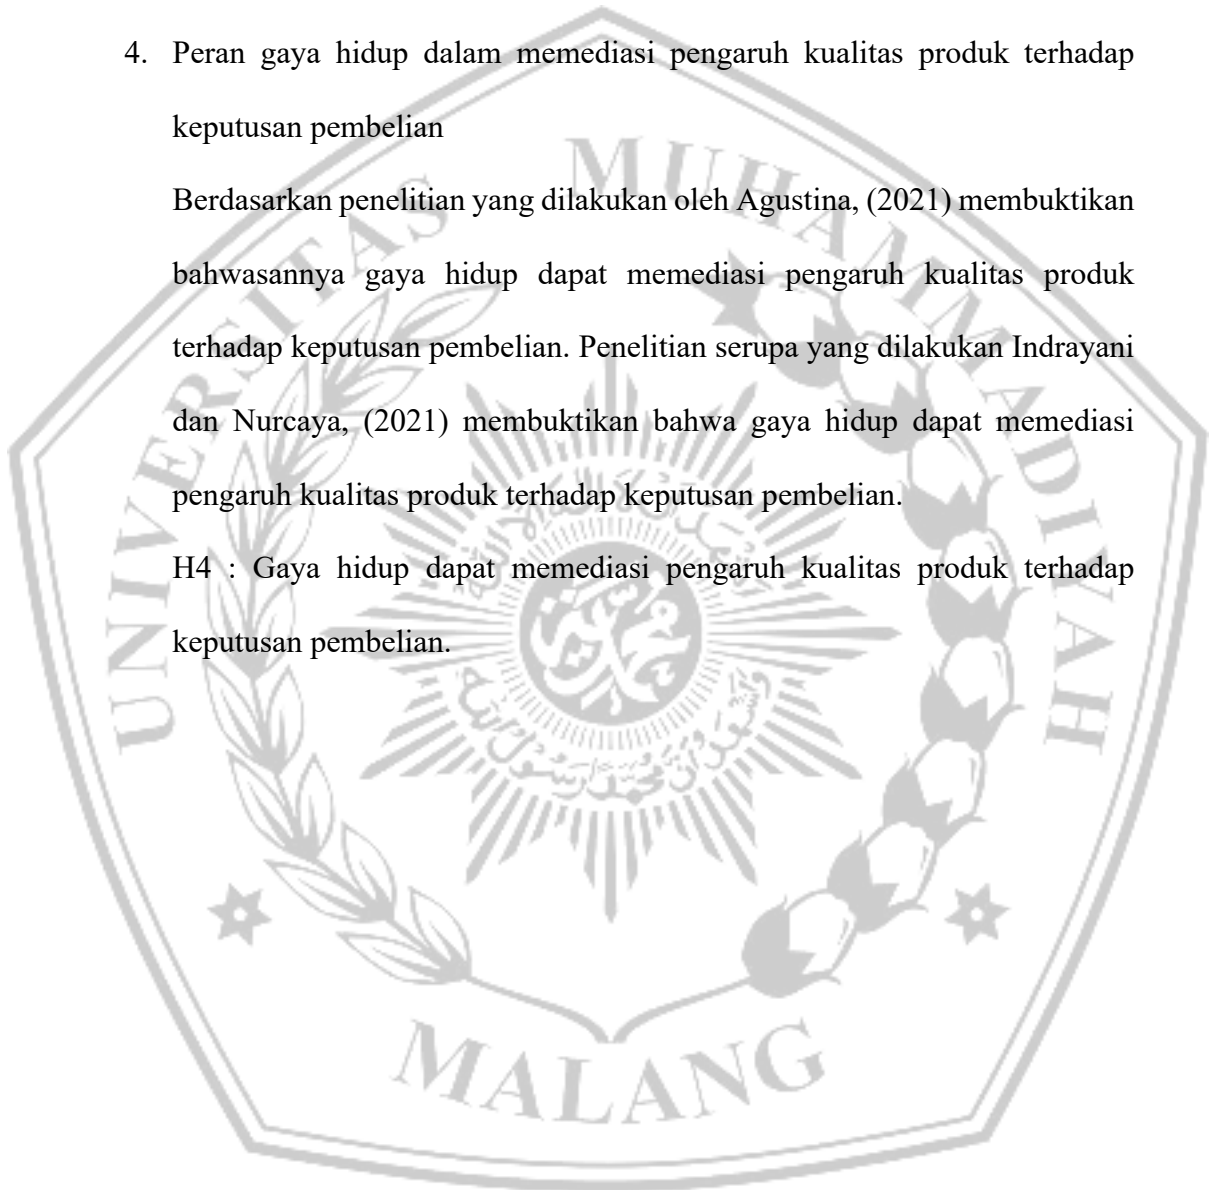 4. Peran gaya hidup dalam memediasi pengaruh kualitas produk terhadap
keputusan pembelian
Berdasarkan penelitian yang dilakukan oleh Agustina, (2021) membuktikan
bahwasannya gaya hidup dapat memediasi pengaruh kualitas produk
terhadap keputusan pembelian. Penelitian serupa yang dilakukan Indrayani
dan Nurcaya, (2021) membuktikan bahwa gaya hidup dapat memediasi
pengaruh kualitas produk terhadap keputusan pembelian.
H4 : Gaya hidup dapat memediasi pengaruh kualitas produk terhadap
keputusan pembelian.
UNIVERSITAS MUHAMMADIYAH
MALANG